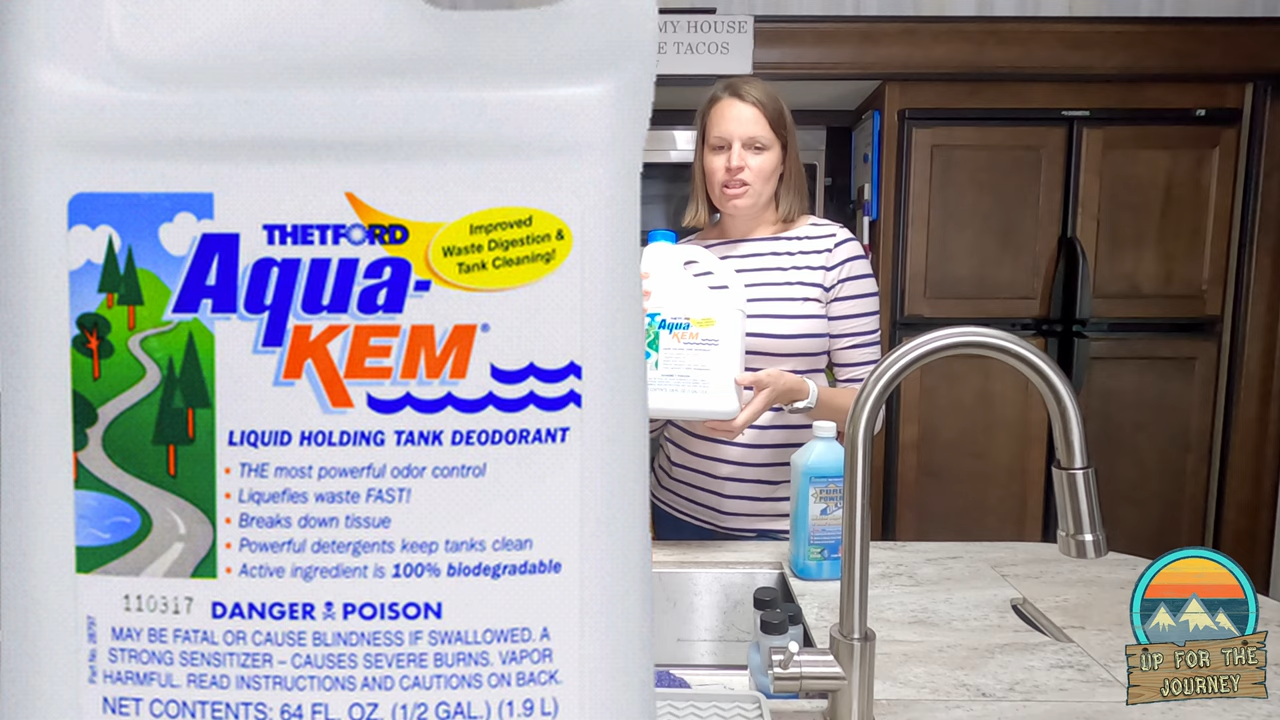 THETFORD
Improved
Waste Digestion &
Tank Cleaning!
Aqua-
KEM®
LIQUID HOLDING TANK DEODORANT
• THE most powerful odor control
• Liquefies waste FAST!
• Breaks down tissue
• Powerful detergents keep tanks clean
• Active ingredient is 100% biodegradable
110317
DANGER ☠ POISON
MAY BE FATAL OR CAUSE BLINDNESS IF SWALLOWED. A
STRONG SENSITIZER – CAUSES SEVERE BURNS. VAPOR
HARMFUL. READ INSTRUCTIONS AND CAUTIONS ON BACK.
NET CONTENTS: 64 FL. OZ. (1/2 GAL.) (1.9 L)
MY HOUSE
E TACOS
THETFORD
Aqua
KEM
UP FOR THE
JOURNEY